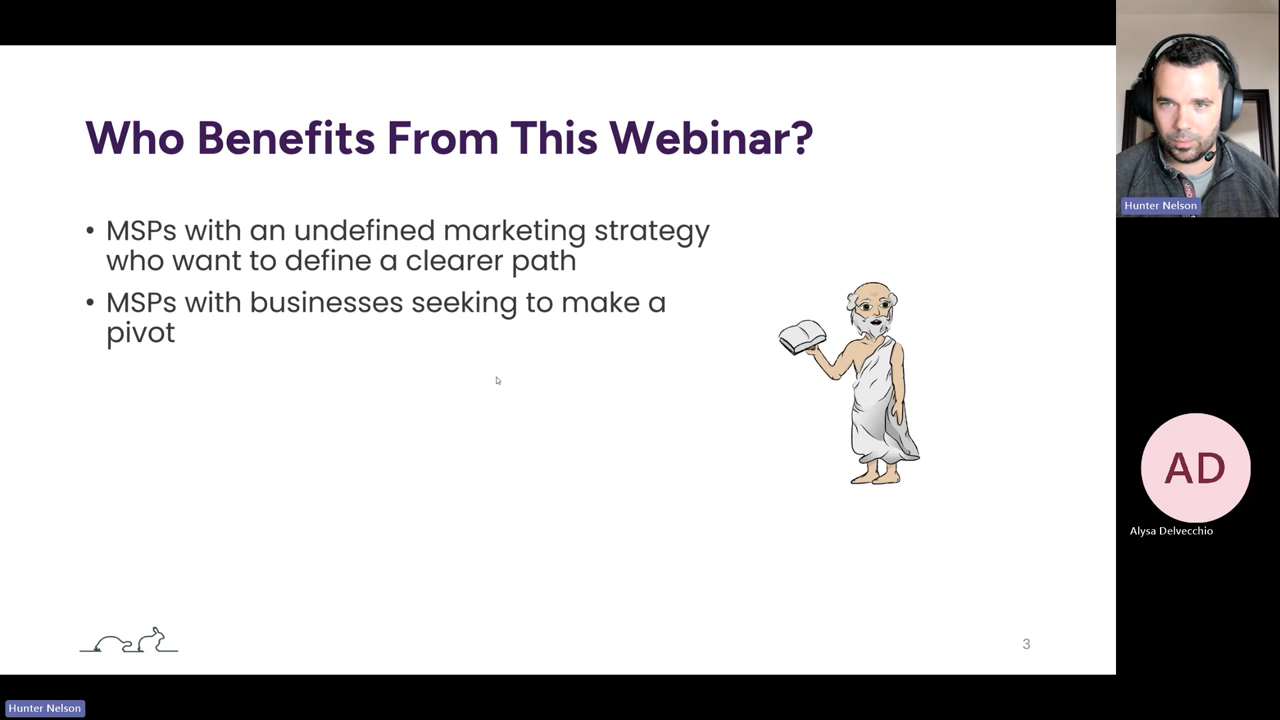 Who Benefits From This Webinar?
• MSPs with an undefined marketing strategy
who want to define a clearer path
• MSPs with businesses seeking to make a
pivot
3
Hunter Nelson
AD
Alysa Delvecchio
Hunter Nelson